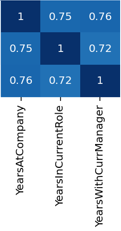 1 0.75 0.76
0.75 1 0.72
0.76 0.72 1
YearsAtCompany
YearsInCurrentRole
YearsWithCurrManager